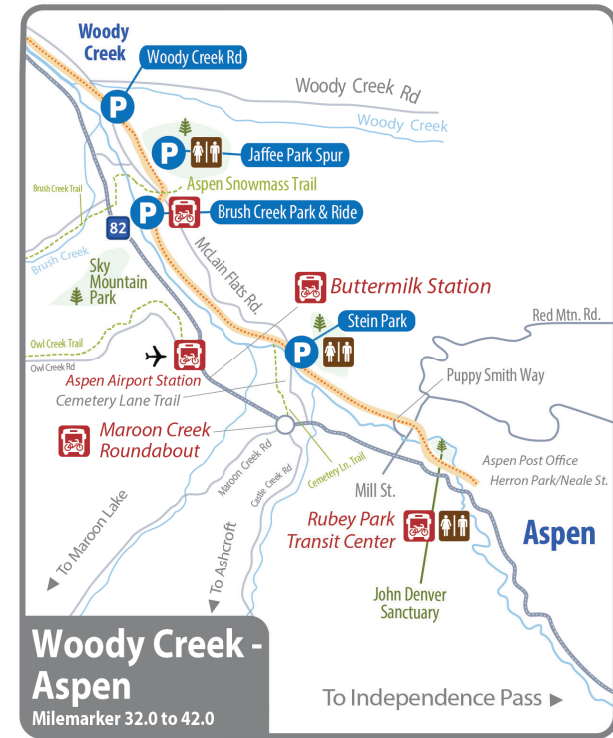 Woody
Creek
Woody Creek Rd
Woody Creek Rd
Woody Creek
P
P
Jaffee Park Spur
Brush Creek Trail
Aspen Snowmass Trail
P
Brush Creek Park & Ride
82
McLain Flats Rd.
Brush Creek
Sky
Mountain
Park
Buttermilk Station
Stein Park
Red Mtn. Rd.
Owl Creek Trail
Owl Creek Rd
P
Aspen Airport Station
Cemetery Lane Trail
Puppy Smith Way
Maroon Creek
Roundabout
Maroon Creek Rd
Castle Creek Rd
Cemetery Ln. Trail
Aspen Post Office
Herron Park/Neale St.
Mill St.
Rubey Park
Transit Center
Aspen
To Maroon Lake
To Ashcroft
John Denver
Sanctuary
Woody Creek -
Aspen
Milemarker 32.0 to 42.0
To Independence Pass